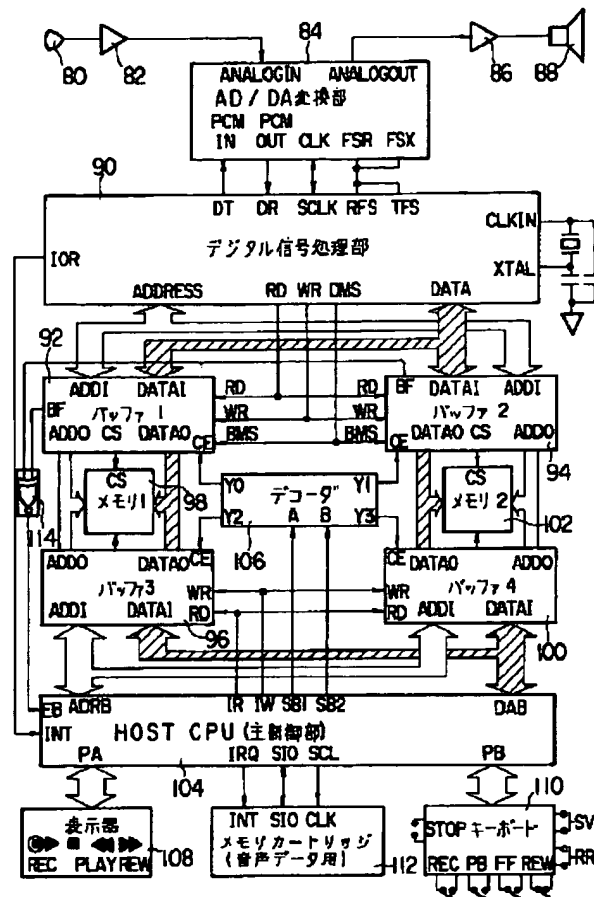 84
80 82 86 88
ANALOGIN ANALOGOUT
AD/DA変換部
PCM PCM
IN OUT CLK FSR FSX
90
DT DR SCLK RFS TFS
CLKIN
IOR デジタル信号処理部
XTAL
ADDRESS RD WR DMS DATA
92
ADDI DATAI RD RD BF DATAI ADDI
BF バッファ1 WR WR バッファ2
ADDO CS DATAO BMS BMS DATAO CS ADDO
CE CE 94
CS メモリ1 98 Y0 デコーダ Y1 CS メモリ2
114 Y2 A B Y3 102
106
ADDO DATAO CE CE DATAO ADDO
バッファ3 WR WR バッファ4
ADDI DATAI RD RD ADDI DATAI
96 100
EB ADRB IR IW SB1 SB2 DAB
INT HOST CPU (主制御部)
PA IRQ SIO SCL PB
104
110
表示器 INT SIO CLK STOP キーボード SV
108 メモリカートリッジ RR
REC PLAY REW (音声データ用) REC PB FF REW
112